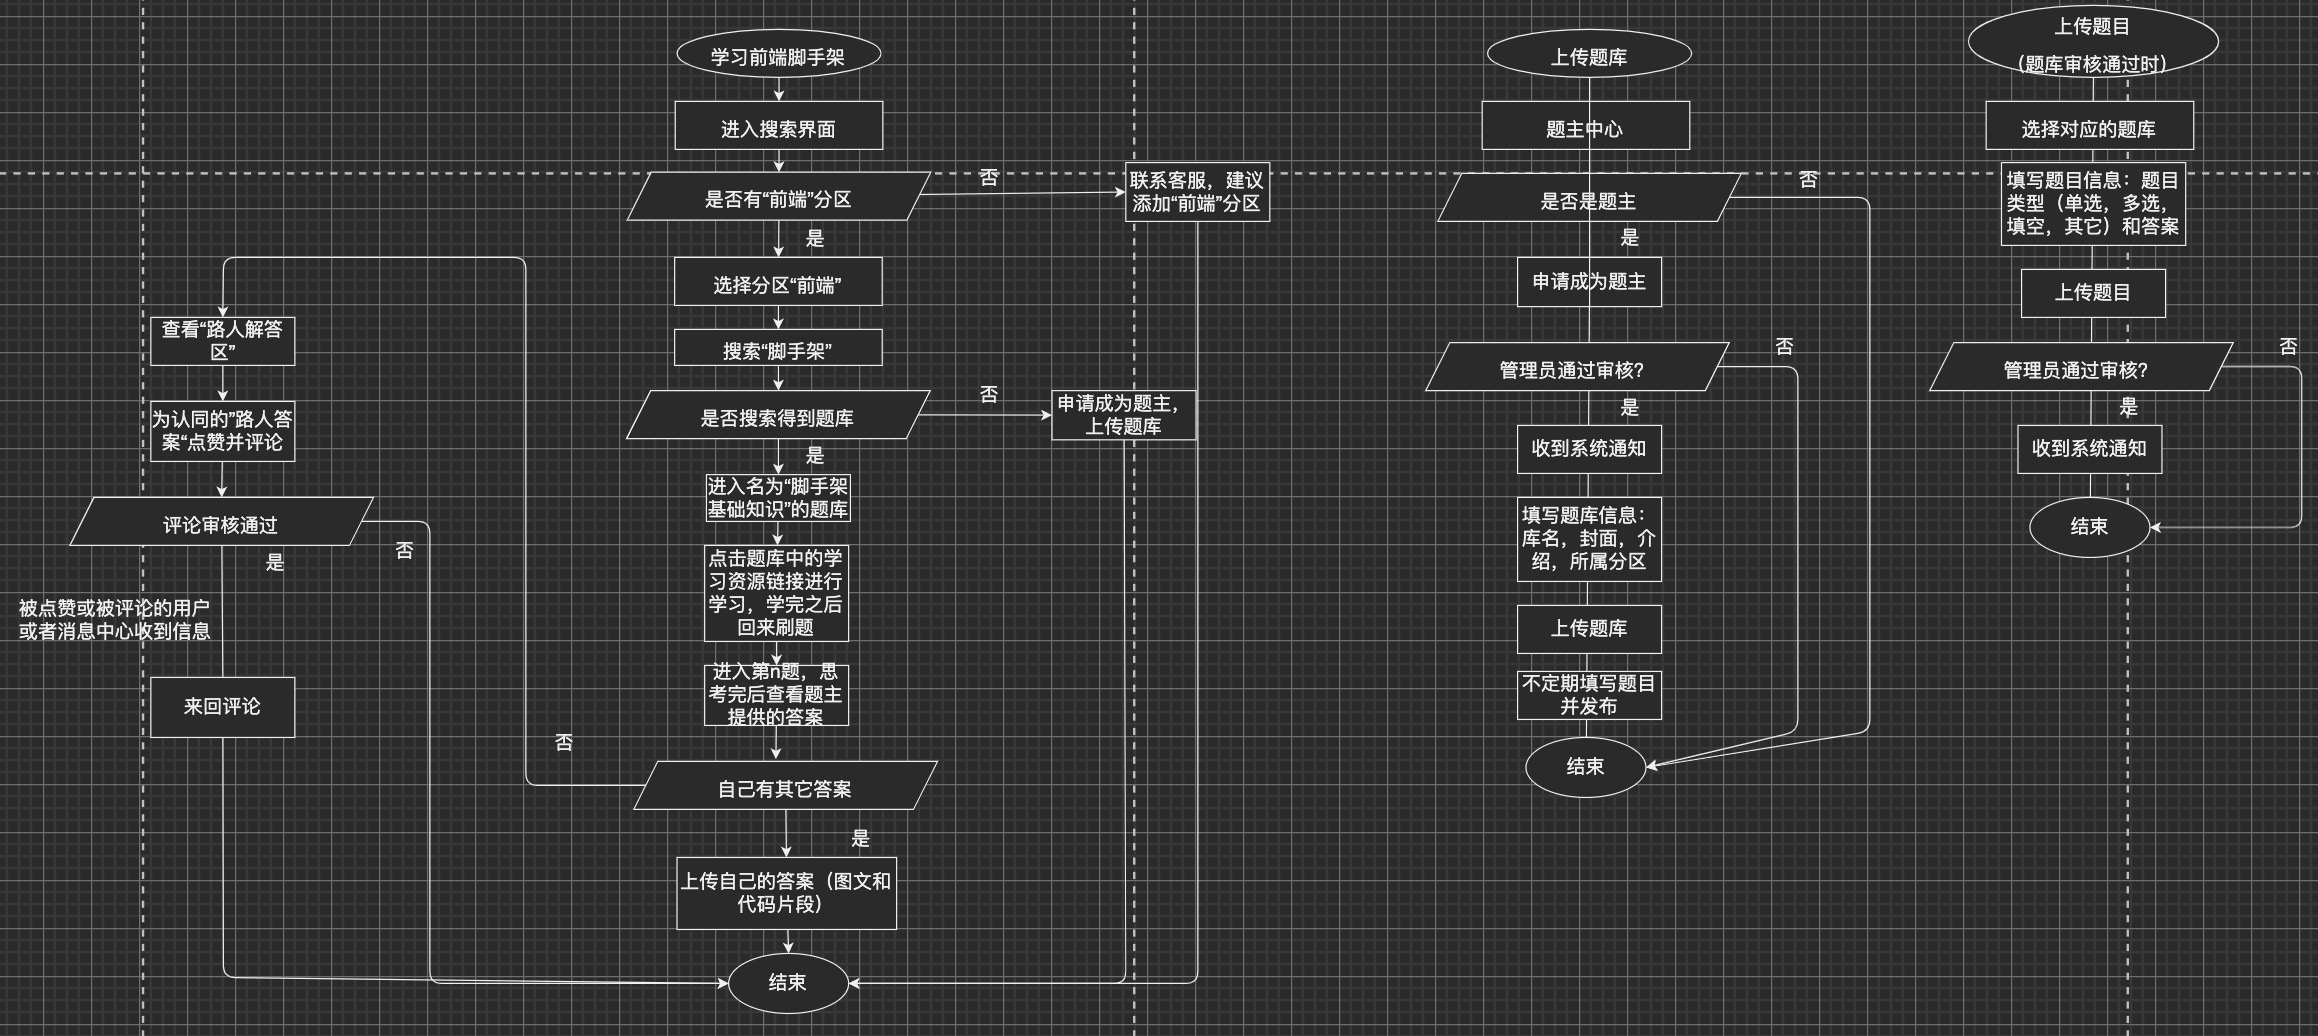 学习前端脚手架
进入搜索界面
是否有“前端”分区
否
联系客服，建议
添加“前端”分区
是
选择分区“前端”
搜索“脚手架”
是否搜索得到题库
否
申请成为题主，
上传题库
是
进入名为“脚手架
基础知识”的题库
点击题库中的学
习资源链接进行
学习，学完之后
回来刷题
进入第n题，思
考完后查看题主
提供的答案
自己有其它答案
否
是
上传自己的答案（图文和
代码片段）
结束
查看“路人解答
区”
为认同的”路人答
案“点赞并评论
评论审核通过
是
否
被点赞或被评论的用户
或者消息中心收到信息
来回评论
上传题库
题主中心
是否是题主
否
是
申请成为题主
管理员通过审核？
否
是
收到系统通知
填写题库信息：
库名，封面，介
绍，所属分区
上传题库
不定期填写题目
并发布
结束
上传题目
（题库审核通过时）
选择对应的题库
填写题目信息：题目
类型（单选，多选，
填空，其它）和答案
上传题目
管理员通过审核？
否
是
收到系统通知
结束